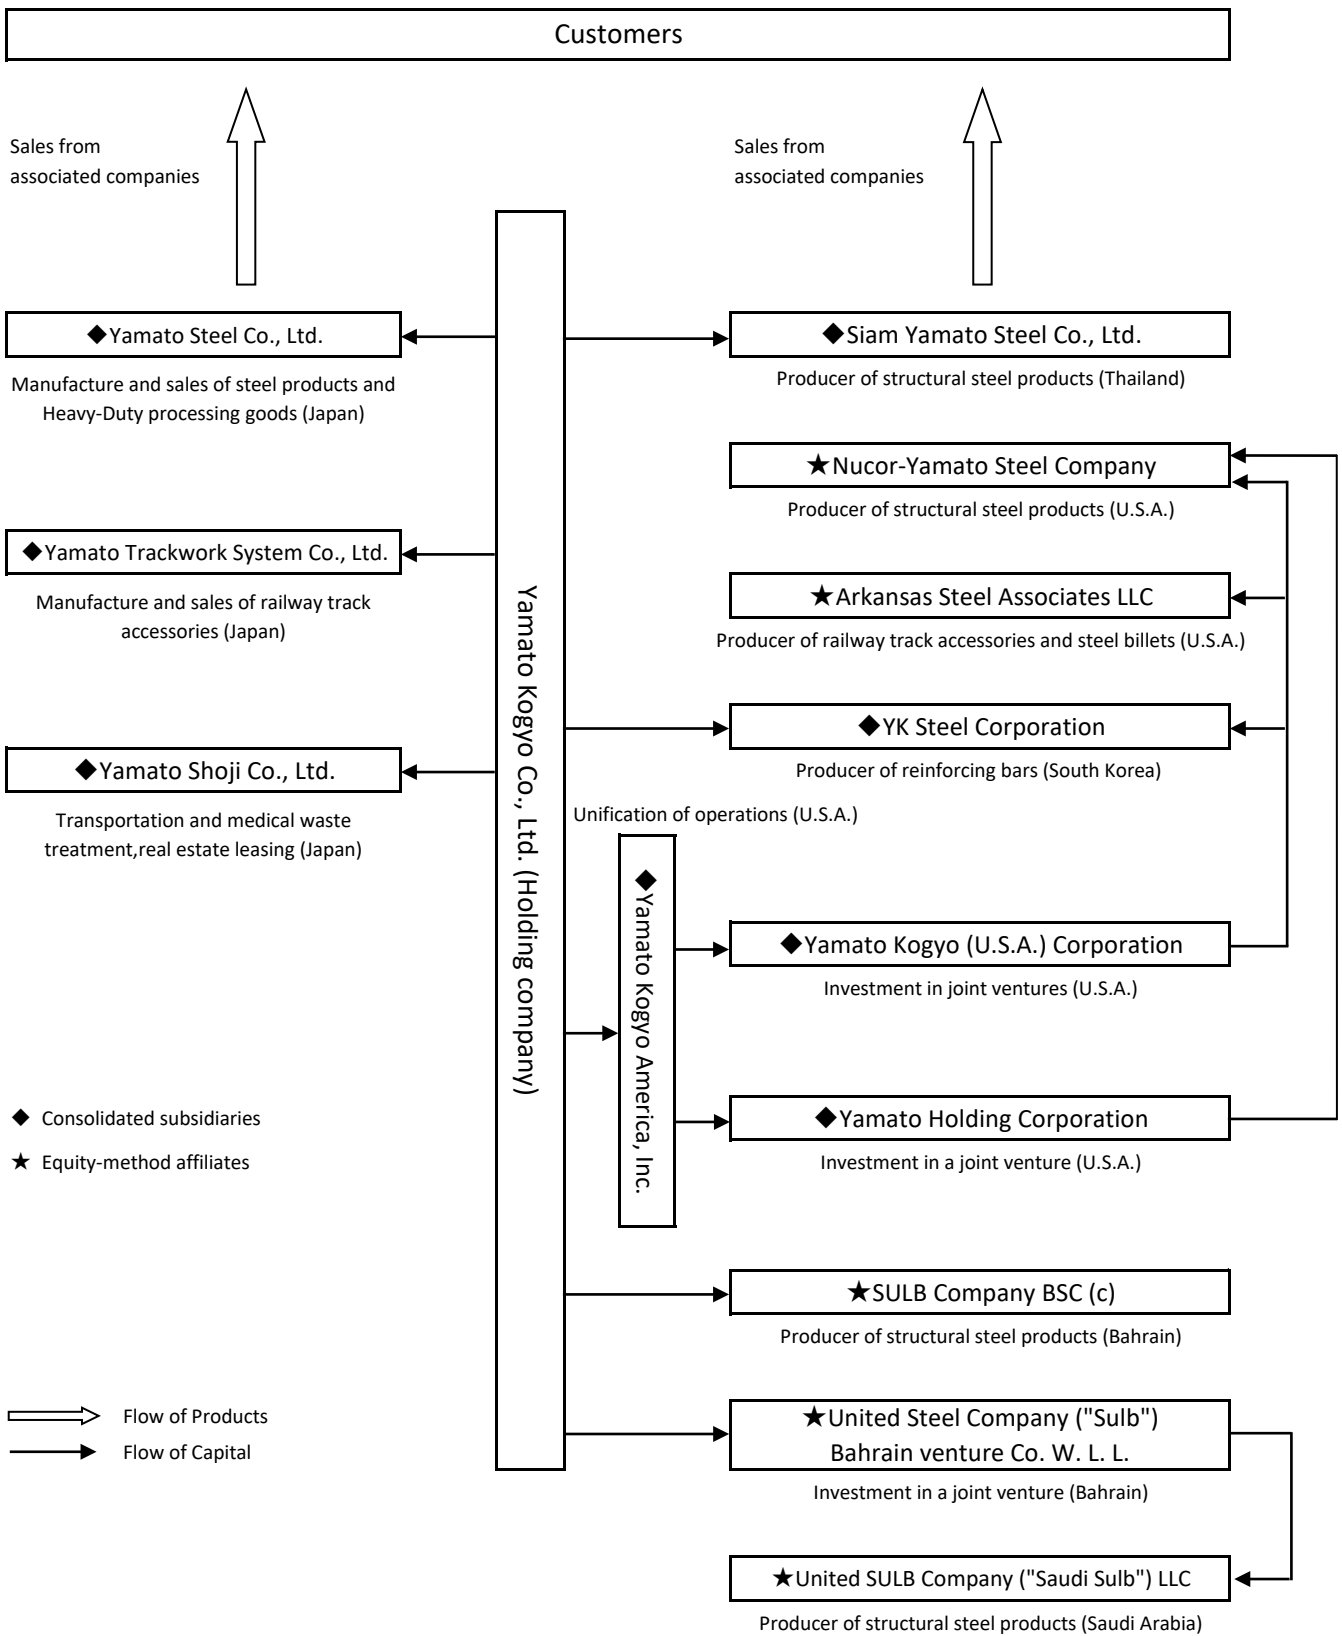 Customers
Sales from
associated companies
Sales from
associated companies
◆Yamato Steel Co., Ltd.
Manufacture and sales of steel products and
Heavy-Duty processing goods (Japan)
◆Yamato Trackwork System Co., Ltd.
Manufacture and sales of railway track
accessories (Japan)
◆Yamato Shoji Co., Ltd.
Transportation and medical waste
treatment,real estate leasing (Japan)
◆ Consolidated subsidiaries
★ Equity-method affiliates
Flow of Products
Flow of Capital
Yamato Kogyo Co., Ltd. (Holding company)
◆Siam Yamato Steel Co., Ltd.
Producer of structural steel products (Thailand)
★Nucor-Yamato Steel Company
Producer of structural steel products (U.S.A.)
★Arkansas Steel Associates LLC
Producer of railway track accessories and steel billets (U.S.A.)
◆YK Steel Corporation
Producer of reinforcing bars (South Korea)
Unification of operations (U.S.A.)
◆Yamato Kogyo America, Inc.
◆Yamato Kogyo (U.S.A.) Corporation
Investment in joint ventures (U.S.A.)
◆Yamato Holding Corporation
Investment in a joint venture (U.S.A.)
★SULB Company BSC (c)
Producer of structural steel products (Bahrain)
★United Steel Company ("Sulb")
Bahrain venture Co. W. L. L.
Investment in a joint venture (Bahrain)
★United SULB Company ("Saudi Sulb") LLC
Producer of structural steel products (Saudi Arabia)